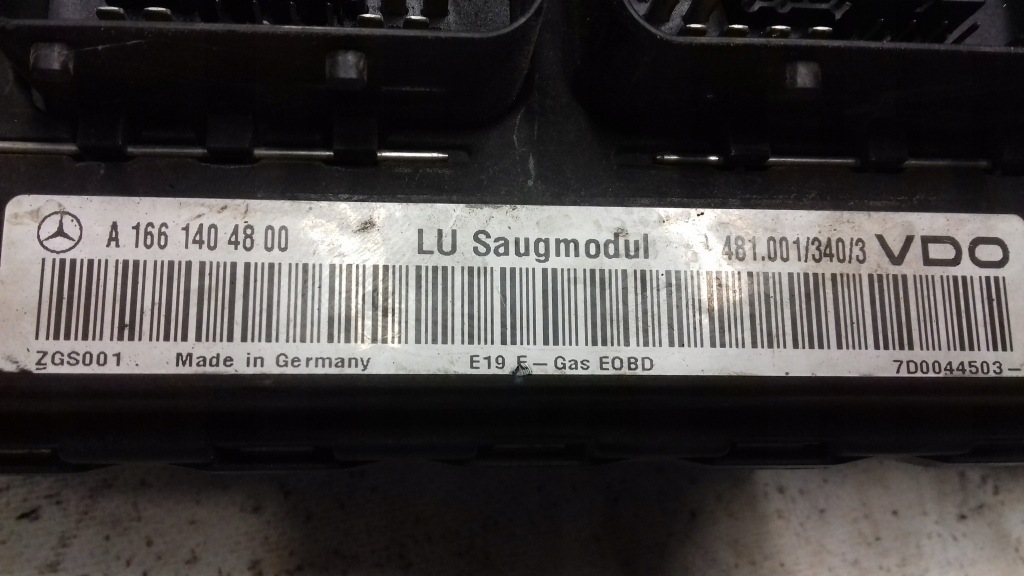 A 166 140 48 00 LU Saugmodul 481.001/340/3 VDO
ZGS001 Made in Germany E19 E-Gas EOBD 7D0044503-